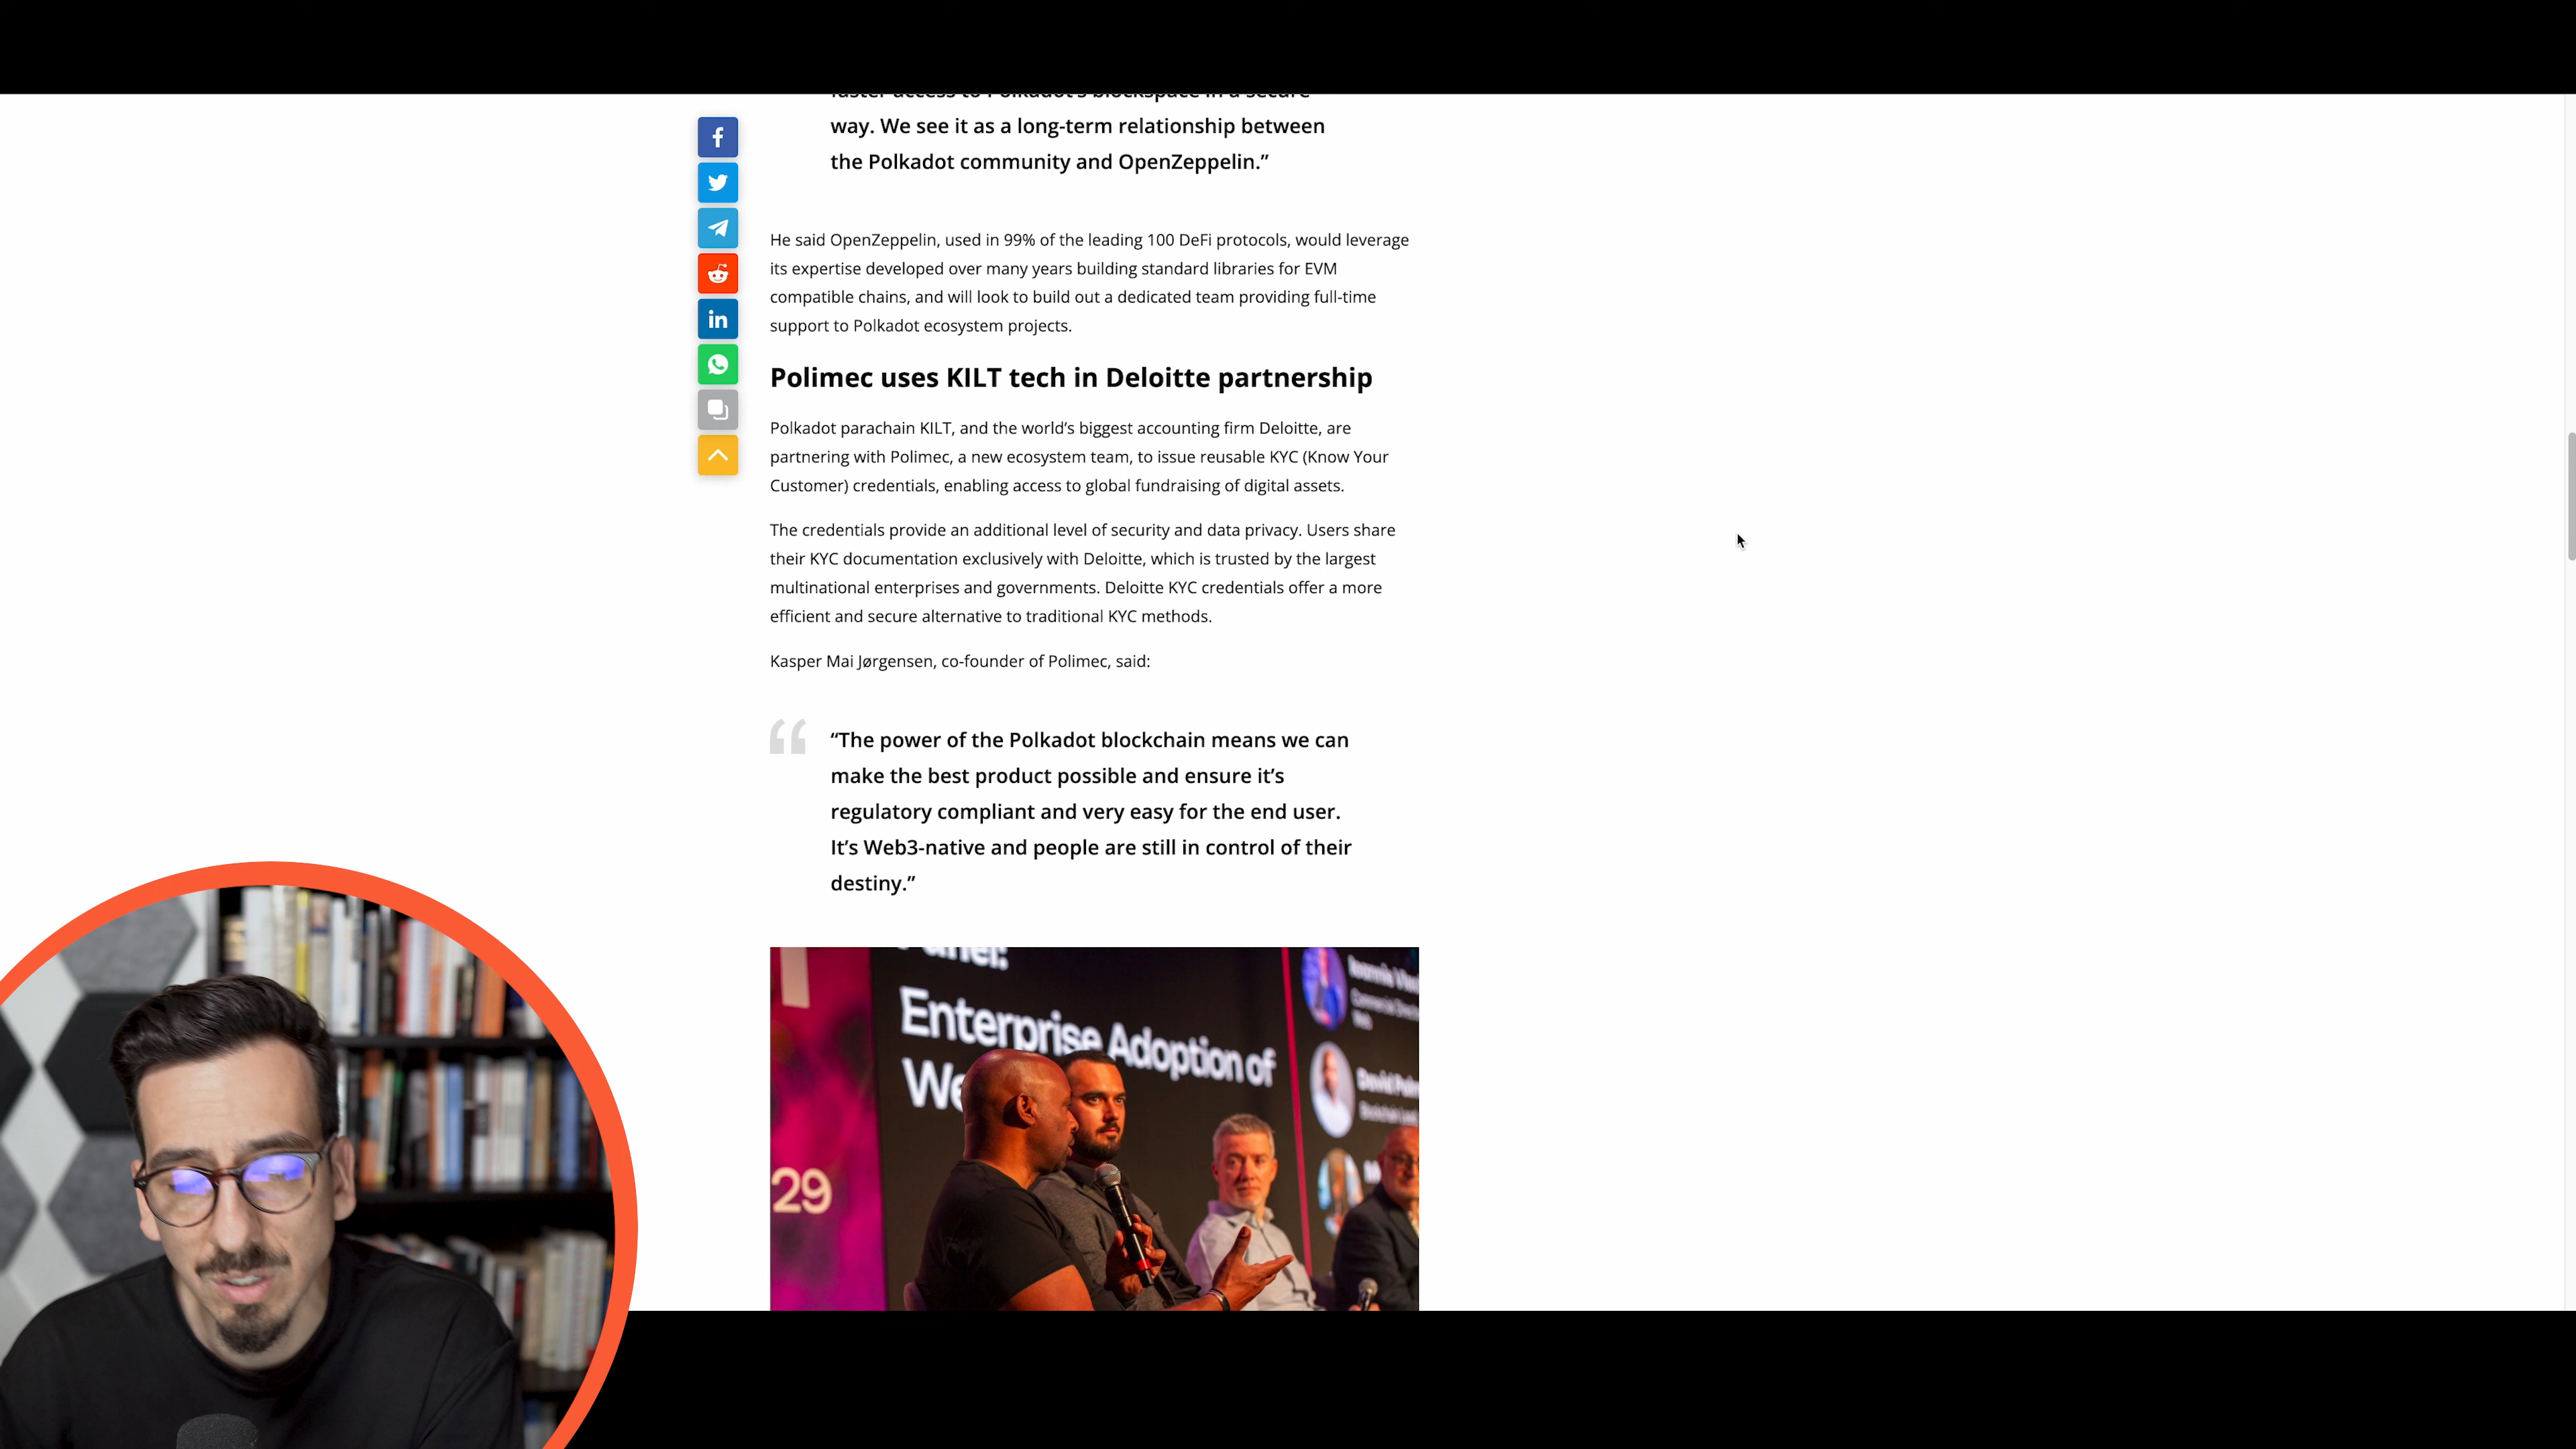 faster access to Polkadot's blockspace in a secure
way. We see it as a long-term relationship between
the Polkadot community and OpenZeppelin.”
He said OpenZeppelin, used in 99% of the leading 100 DeFi protocols, would leverage
its expertise developed over many years building standard libraries for EVM
compatible chains, and will look to build out a dedicated team providing full-time
support to Polkadot ecosystem projects.
Polimec uses KILT tech in Deloitte partnership
Polkadot parachain KILT, and the world’s biggest accounting firm Deloitte, are
partnering with Polimec, a new ecosystem team, to issue reusable KYC (Know Your
Customer) credentials, enabling access to global fundraising of digital assets.
The credentials provide an additional level of security and data privacy. Users share
their KYC documentation exclusively with Deloitte, which is trusted by the largest
multinational enterprises and governments. Deloitte KYC credentials offer a more
efficient and secure alternative to traditional KYC methods.
Kasper Mai Jørgensen, co-founder of Polimec, said:
“The power of the Polkadot blockchain means we can
make the best product possible and ensure it’s
regulatory compliant and very easy for the end user.
It’s Web3-native and people are still in control of their
destiny.”
Enterprise Adoption of
We
29